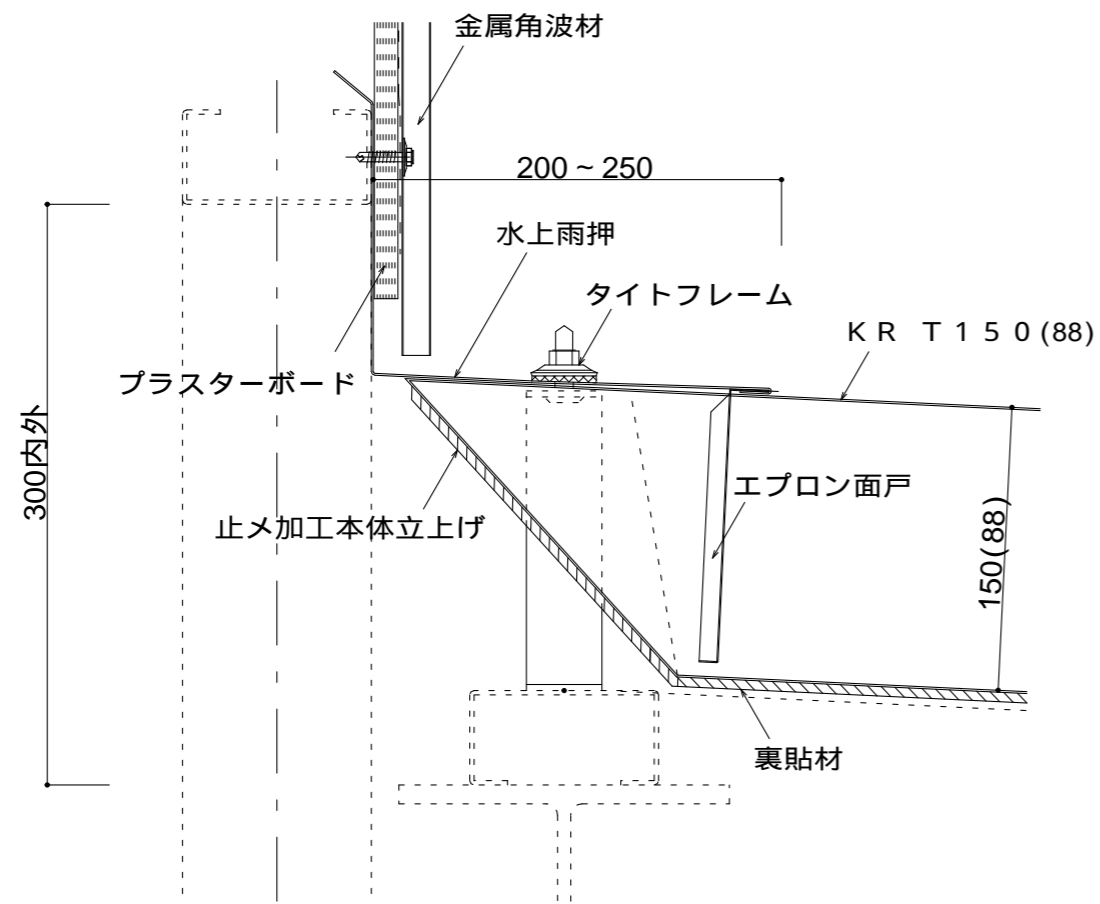 金属角波材
200~250
水上雨押
タイトフレーム
KR T150(88)
プラスターボード
300内外
エプロン面戸
止メ加工本体立上げ
150(88)
裏貼材